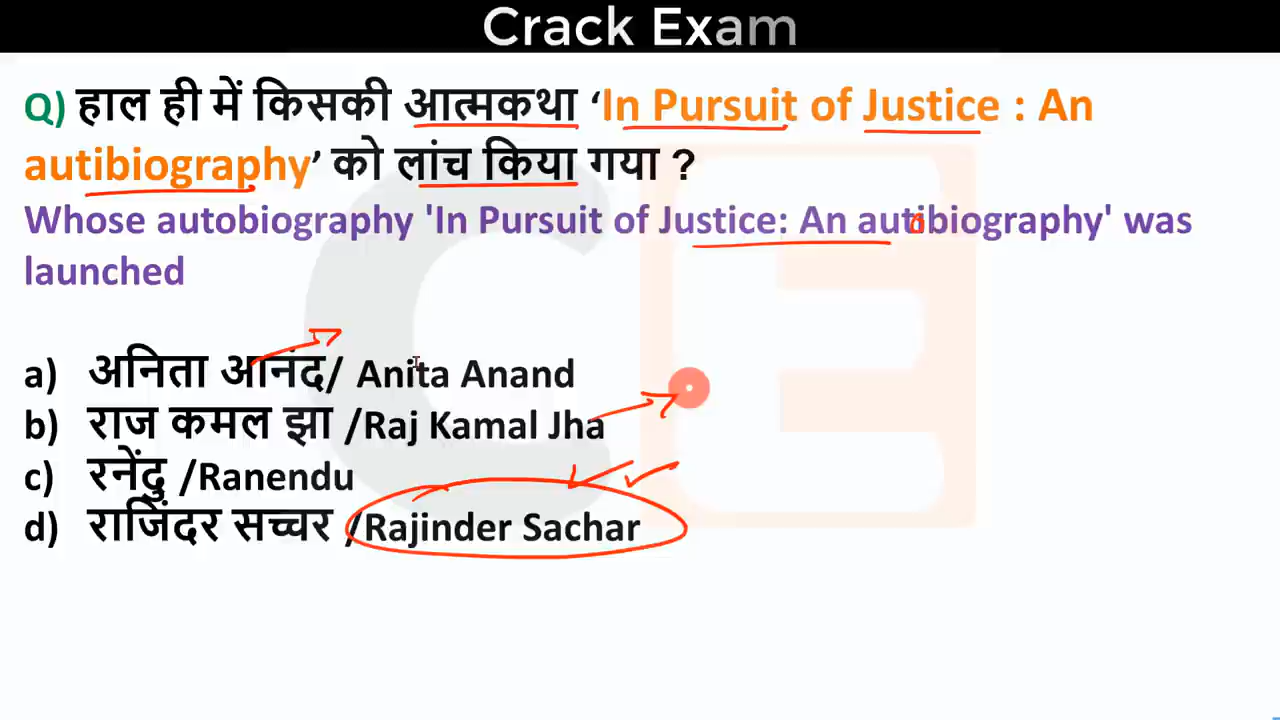 Crack Exam
Q) हाल ही में किसकी आत्मकथा ‘In Pursuit of Justice : An
autibiography’ को लांच किया गया ?
Whose autobiography 'In Pursuit of Justice: An autibiography' was
launched
a) अनिता आनंद/ Anita Anand
b) राज कमल झा /Raj Kamal Jha
c) रनेंदु /Ranendu
d) राजिंदर सच्चर /Rajinder Sachar